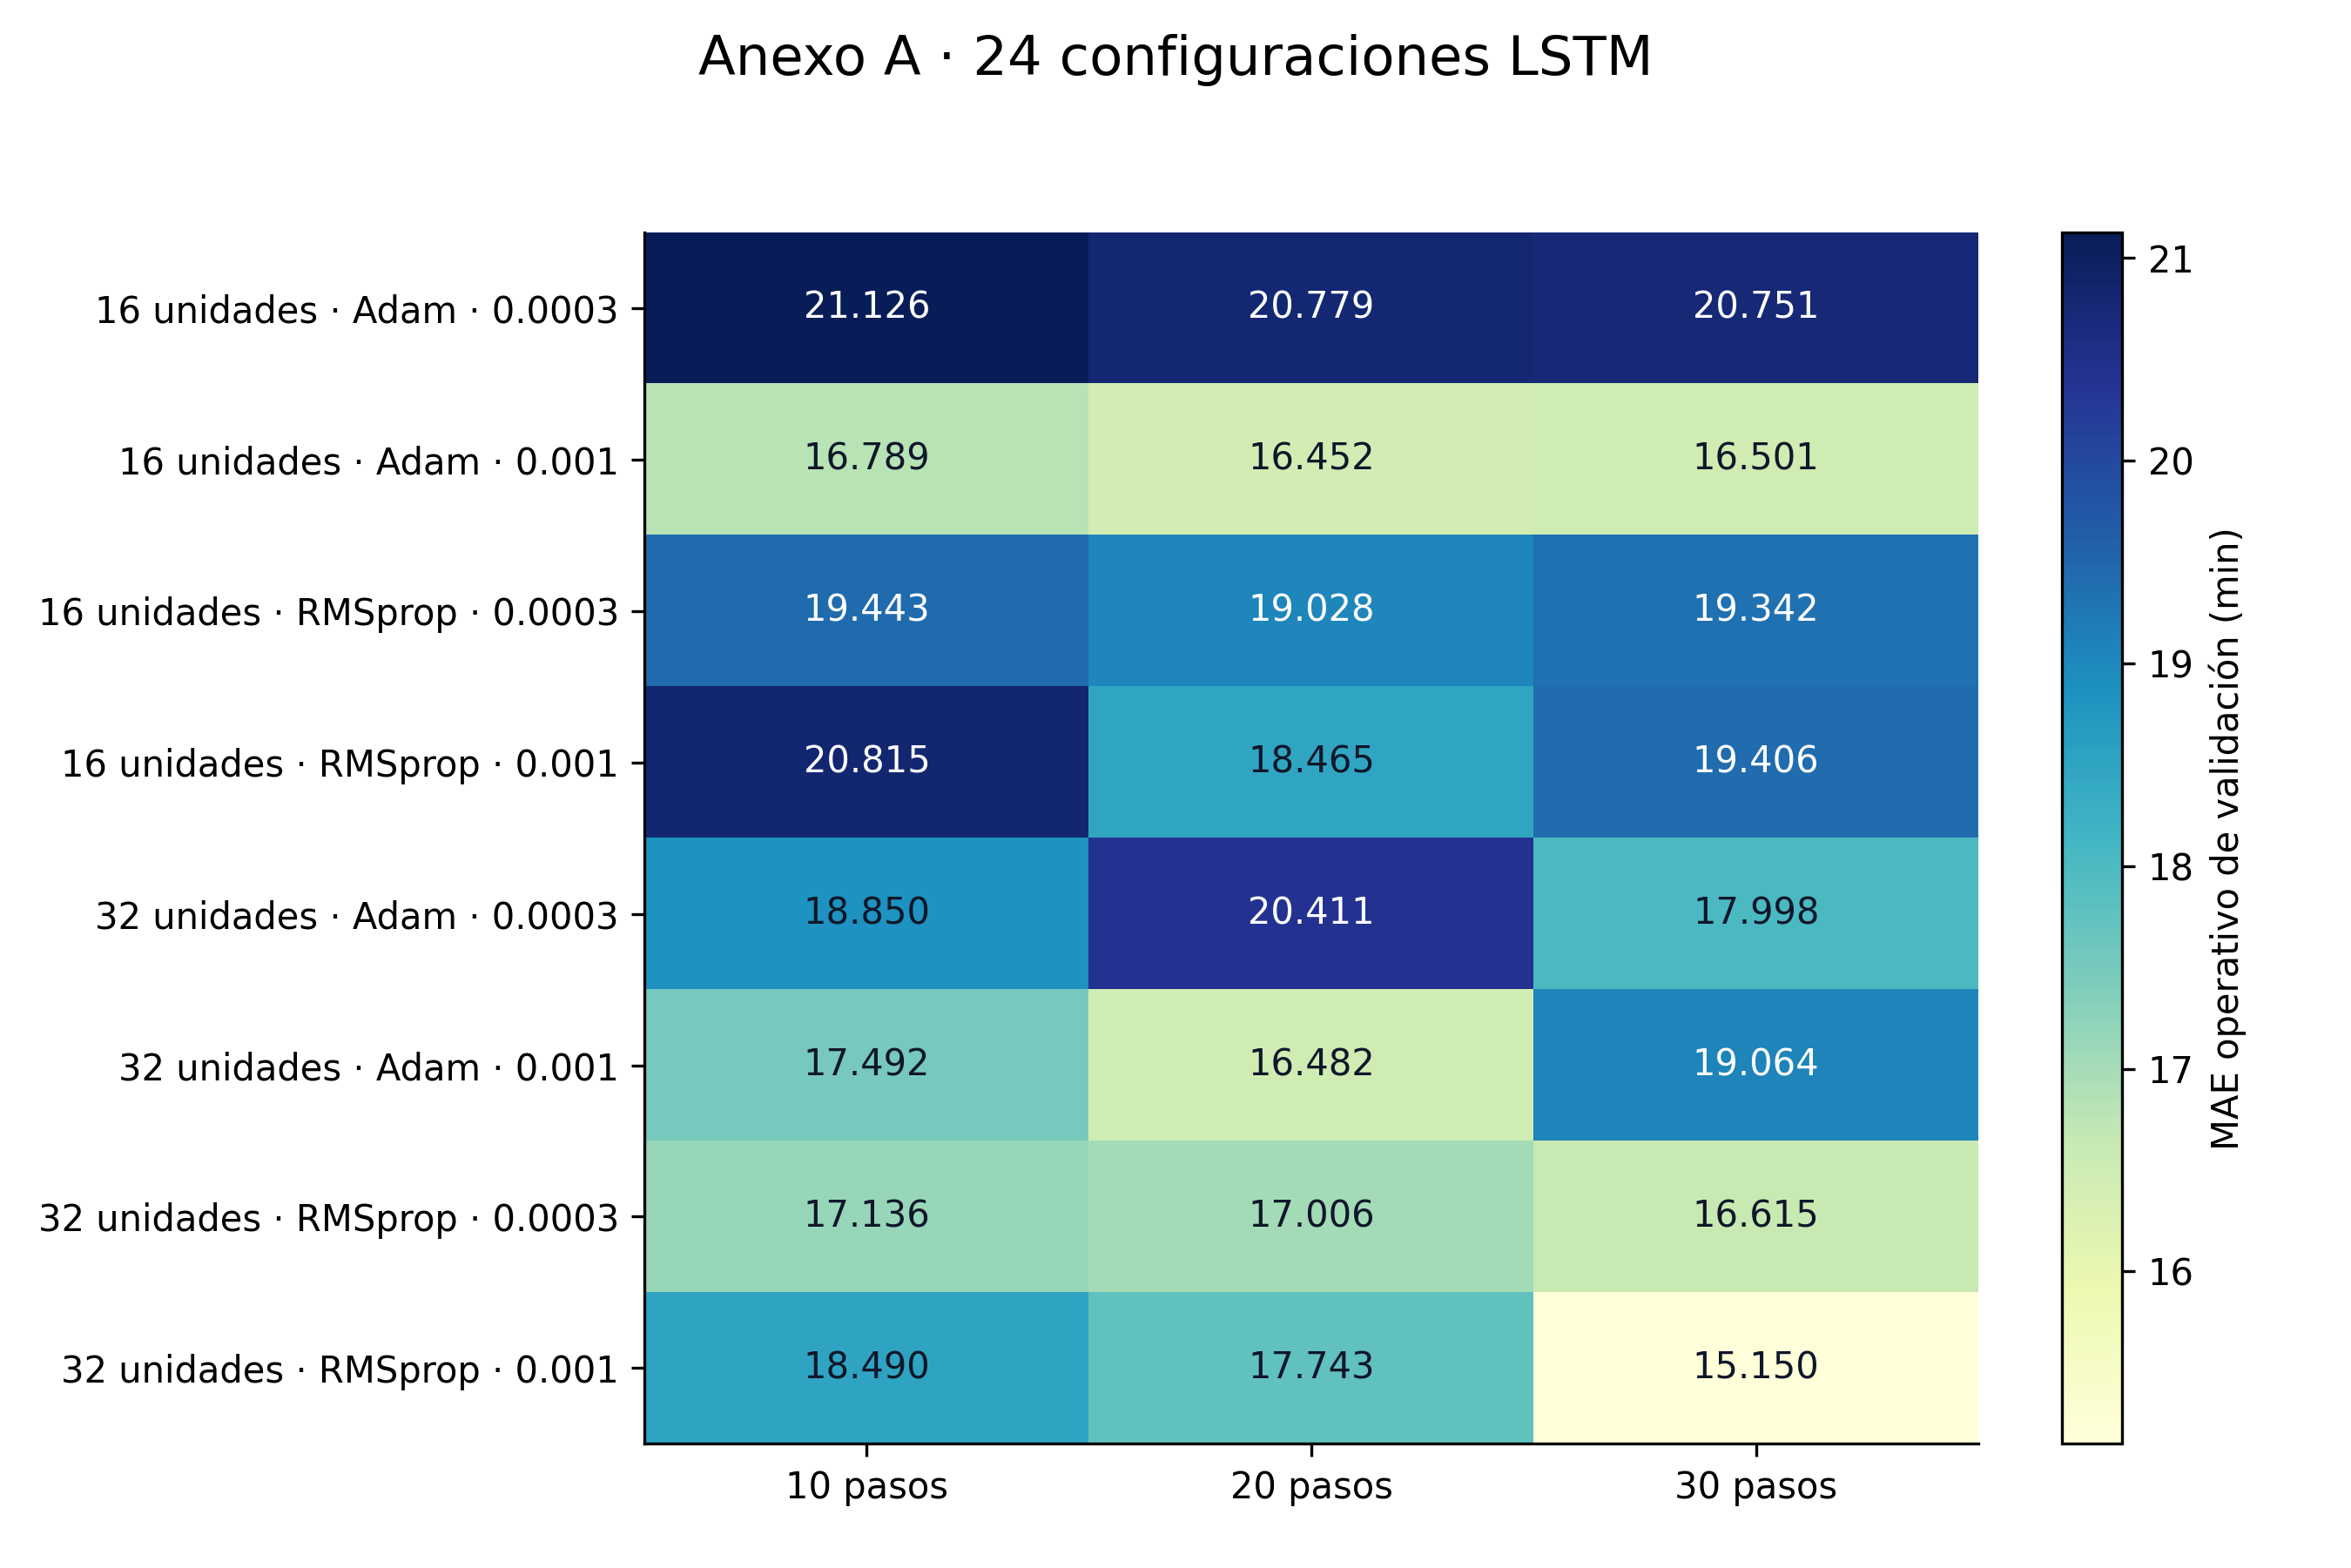 Anexo A · 24 configuraciones LSTM
16 unidades · Adam · 0.0003 21.126 20.779 20.751
16 unidades · Adam · 0.001 16.789 16.452 16.501
16 unidades · RMSprop · 0.0003 19.443 19.028 19.342
16 unidades · RMSprop · 0.001 20.815 18.465 19.406
32 unidades · Adam · 0.0003 18.850 20.411 17.998
32 unidades · Adam · 0.001 17.492 16.482 19.064
32 unidades · RMSprop · 0.0003 17.136 17.006 16.615
32 unidades · RMSprop · 0.001 18.490 17.743 15.150
10 pasos 20 pasos 30 pasos
21
20
19
18
17
16
MAE operativo de validación (min)